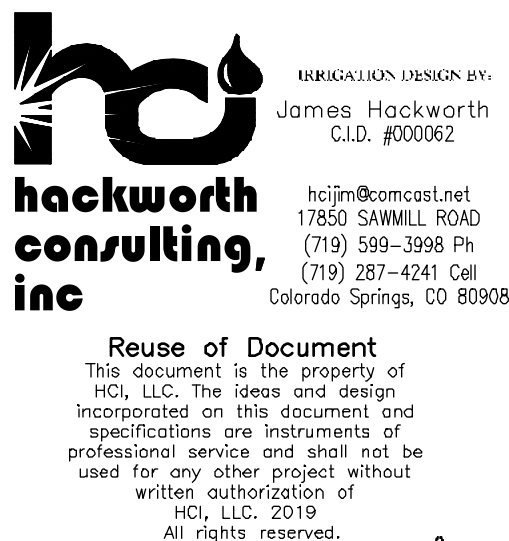 hci
IRRIGATION DESIGN BY:
James Hackworth
C.I.D. #000062
hackworth
consulting,
inc
hcijim@comcast.net
17850 SAWMILL ROAD
(719) 599-3998 Ph
(719) 287-4241 Cell
Colorado Springs, CO 80908
Reuse of Document
This document is the property of
HCI, LLC. The ideas and design
incorporated on this document and
specifications are instruments of
professional service and shall not be
used for any other project without
written authorization of
HCI, LLC. 2019
All rights reserved.